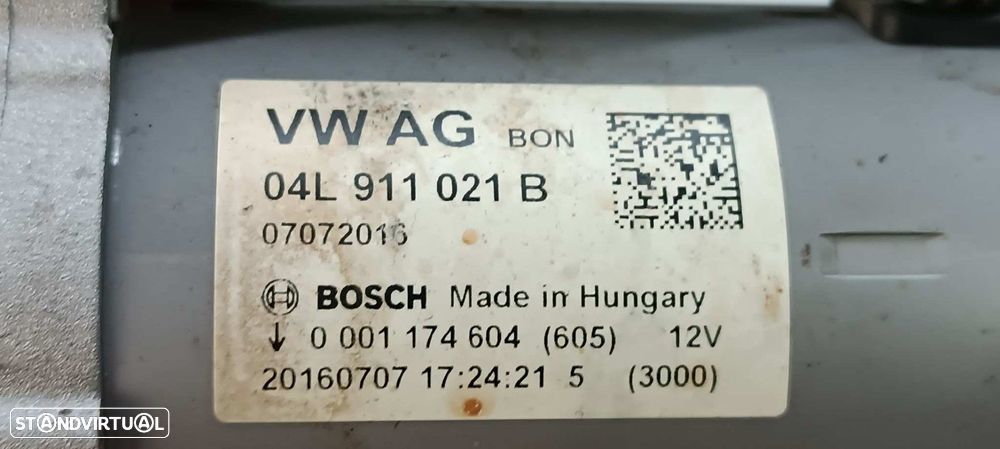 VW AG BON
04L 911 021 B
07072016
BOSCH Made in Hungary
↓ 0 001 174 604 (605) 12V
20160707 17:24:21 5 (3000)
STANDVIRTUAL